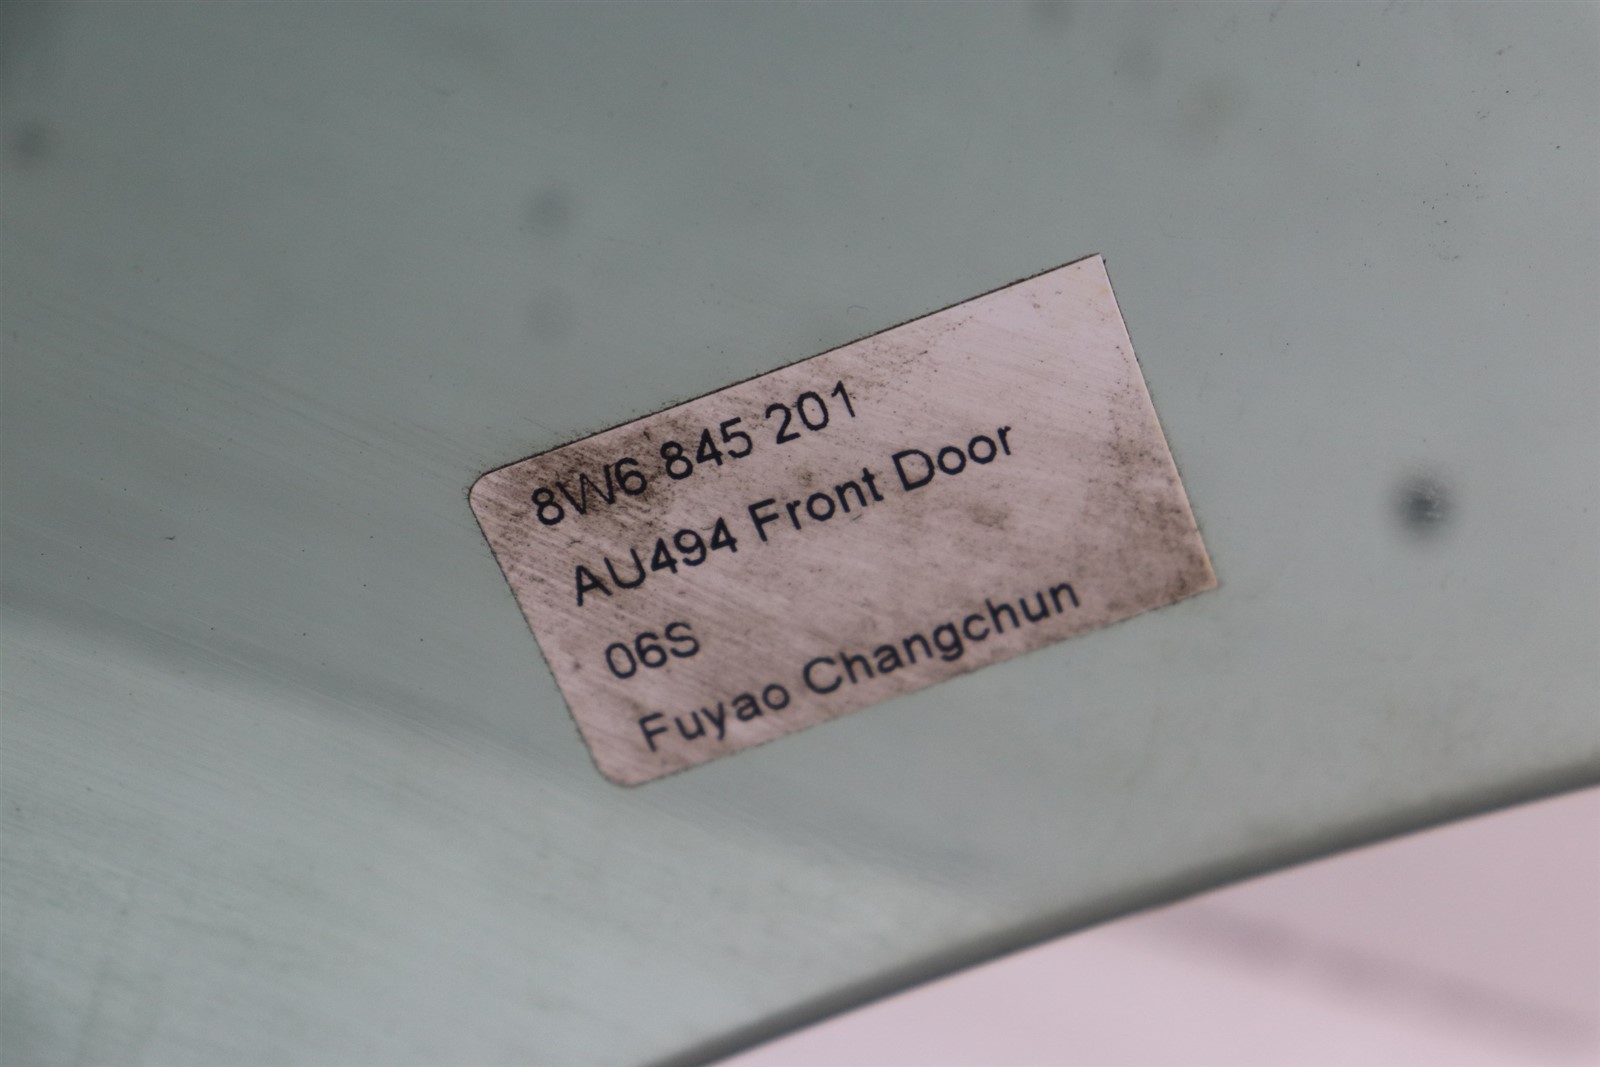 8W6 845 201
AU494 Front Door
06S
Fuyao Changchun